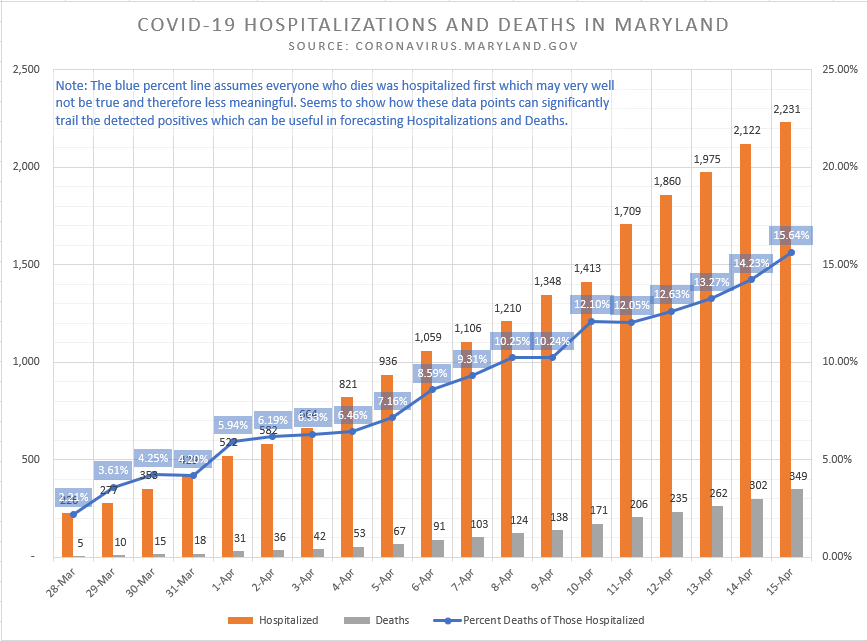 COVID-19 HOSPITALIZATIONS AND DEATHS IN MARYLAND
SOURCE: CORONAVIRUS.MARYLAND.GOV
2,500
25.00%
Note: The blue percent line assumes everyone who dies was hospitalized first which may very well
not be true and therefore less meaningful. Seems to show how these data points can significantly
trail the detected positives which can be useful in forecasting Hospitalizations and Deaths.
2,231
2,122
2,000
1,975
20.00%
1,860
1,709
15.64%
1,500
1,413
14.23%
15.00%
1,348
13.27%
12.63%
1,210
12.10%
12.05%
1,059
1,106
10.25%
10.24%
1,000
936
9.31%
10.00%
821
8.59%
7.16%
6.46%
5.94%
6.19%
522
582
500
4.25%
3.61%
353
277
2.21%
5.00%
5
10
15
18
31
36
42
53
67
91
103
124
138
171
206
235
262
302
349
-
0.00%
28-Mar
29-Mar
30-Mar
31-Mar
1-Apr
2-Apr
3-Apr
4-Apr
5-Apr
6-Apr
7-Apr
8-Apr
9-Apr
10-Apr
11-Apr
12-Apr
13-Apr
14-Apr
15-Apr
Hospitalized Deaths Percent Deaths of Those Hospitalized